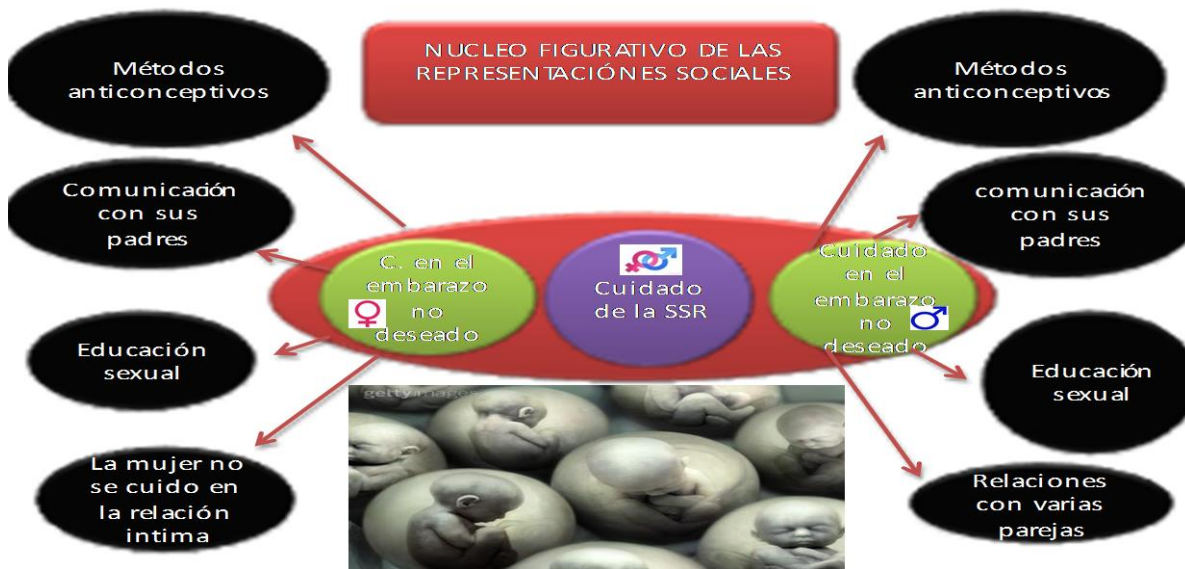 NUCLEO FIGURATIVO DE LAS
REPRESENTACIÓNES SOCIALES
Métodos
anticonceptivos
Comunicación
con sus
padres
Educación
sexual
La mujer no
se cuido en
la relación
intima
C. en el
embarazo
no
deseado
Cuidado
de la SSR
Cuidado
en el
embarazo
no
deseado
Métodos
anticonceptivos
comunicación
con sus
padres
Educación
sexual
Relaciones
con varias
parejas
gettyimages